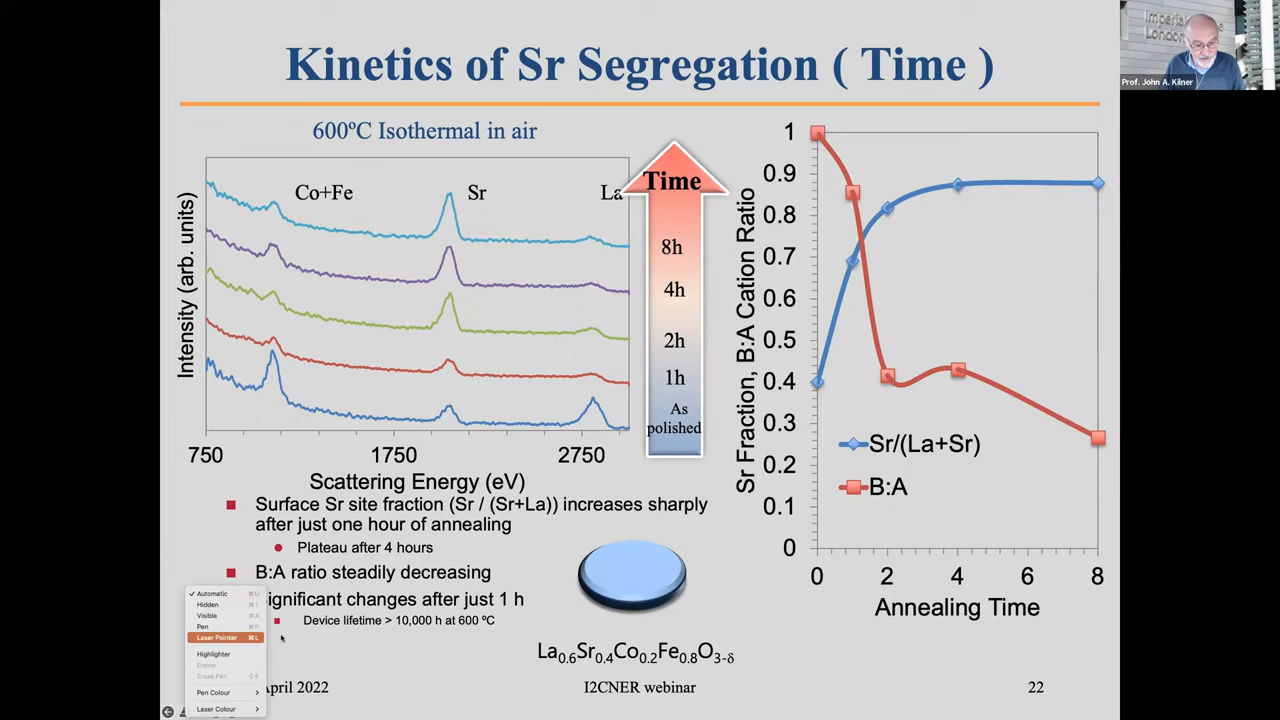 Kinetics of Sr Segregation ( Time )
Imperial
London
Prof. John A. Kilner
600ºC Isothermal in air
Co+Fe
Sr
La
Intensity (arb. units)
750
1750
2750
Scattering Energy (eV)
Time
8h
4h
2h
1h
As
polished
Sr Fraction, B:A Cation Ratio
1
0.9
0.8
0.7
0.6
0.5
0.4
0.3
0.2
0.1
0
Sr/(La+Sr)
B:A
0
2
4
6
8
Annealing Time
Surface Sr site fraction (Sr / (Sr+La)) increases sharply
after just one hour of annealing
Plateau after 4 hours
B:A ratio steadily decreasing
ignificant changes after just 1 h
Device lifetime > 10,000 h at 600 ºC
La0.6Sr0.4Co0.2Fe0.8O3-δ
✓ Automatic ⌘U
Hidden ⌘I
Visible ⌘A
Pen ⌘R
Laser Pointer ⌘L
Highlighter
Eraser
Erase Pen ⇧E
Pen Colour >
Laser Colour >
April 2022
I2CNER webinar
22